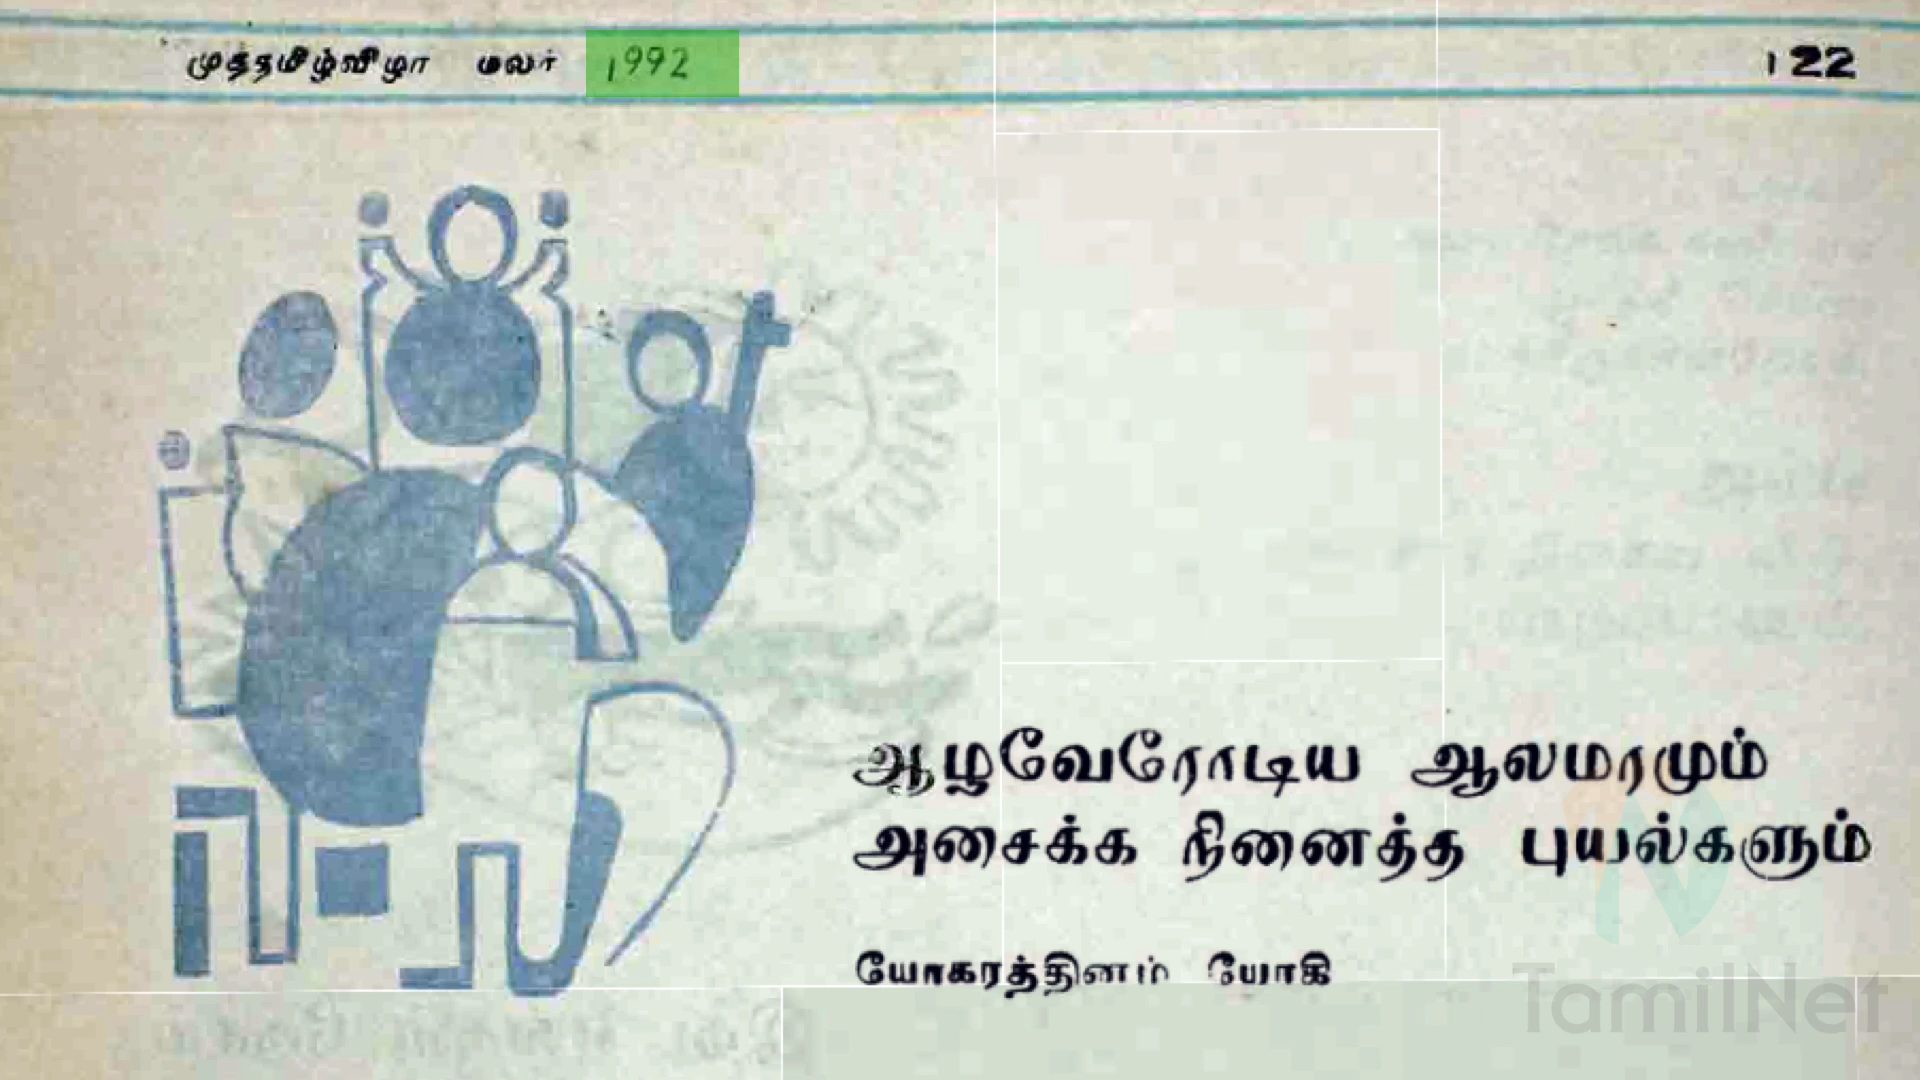 முத்தமிழ்விழா மலர் 1992
122
ஆழவேரோடிய ஆலமரமும்
அசைக்க நினைத்த புயல்களும்
யோகரத்தினம் யோகி
TamilNet